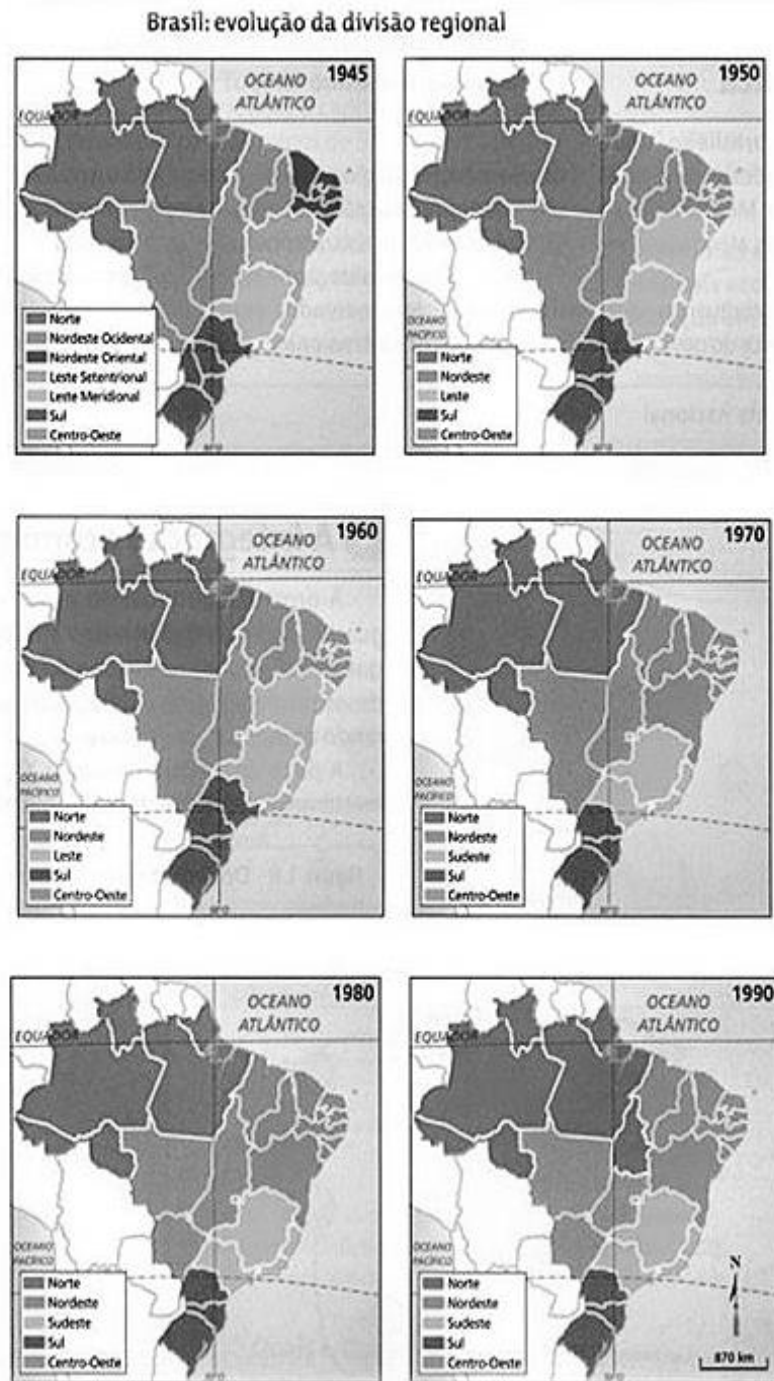 Brasil: evolução da divisão regional
1945
OCEANO
ATLÂNTICO
EQUADOR
Norte
Nordeste Ocidental
Nordeste Oriental
Leste Setentrional
Leste Meridional
Sul
Centro-Oeste
1950
OCEANO
ATLÂNTICO
EQUADOR
OCEANO
PACÍFICO
Norte
Nordeste
Leste
Sul
Centro-Oeste
1960
OCEANO
ATLÂNTICO
EQUADOR
OCEANO
PACÍFICO
Norte
Nordeste
Leste
Sul
Centro-Oeste
1970
OCEANO
ATLÂNTICO
EQUADOR
OCEANO
PACÍFICO
Norte
Nordeste
Sudeste
Sul
Centro-Oeste
1980
OCEANO
ATLÂNTICO
EQUADOR
OCEANO
PACÍFICO
Norte
Nordeste
Sudeste
Sul
Centro-Oeste
1990
OCEANO
ATLÂNTICO
EQUADOR
OCEANO
PACÍFICO
Norte
Nordeste
Sudeste
Sul
Centro-Oeste
N
870 km